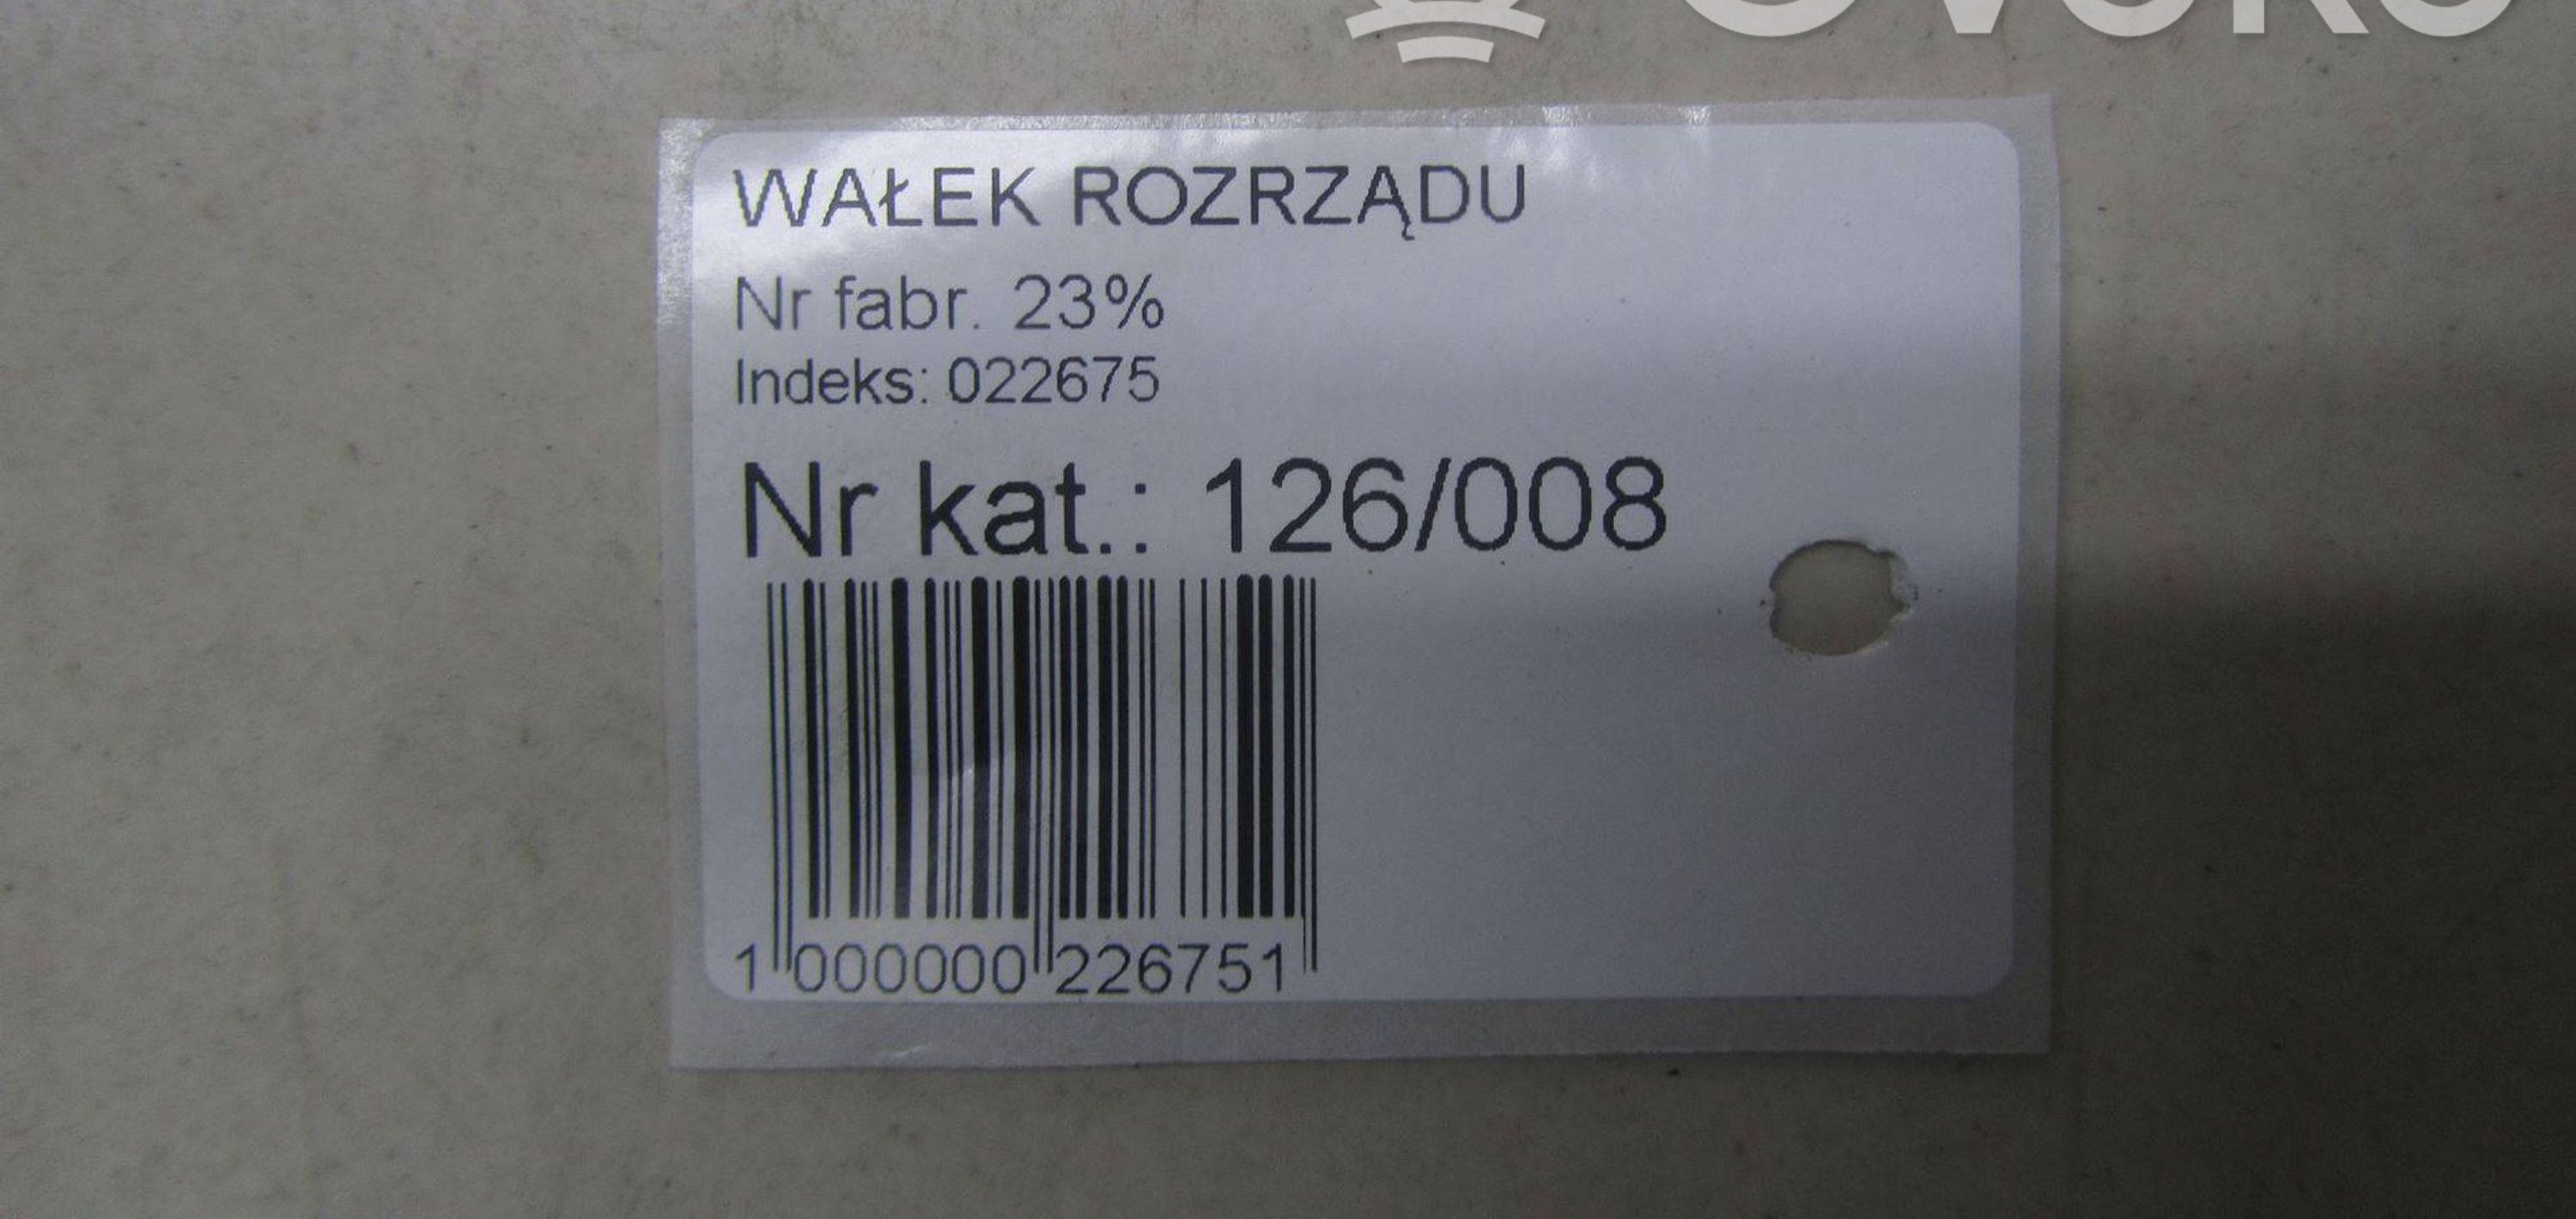 WAŁEK ROZRZĄDU
Nr fabr. 23%
Indeks: 022675
Nr kat.: 126/008
1 000000 226751